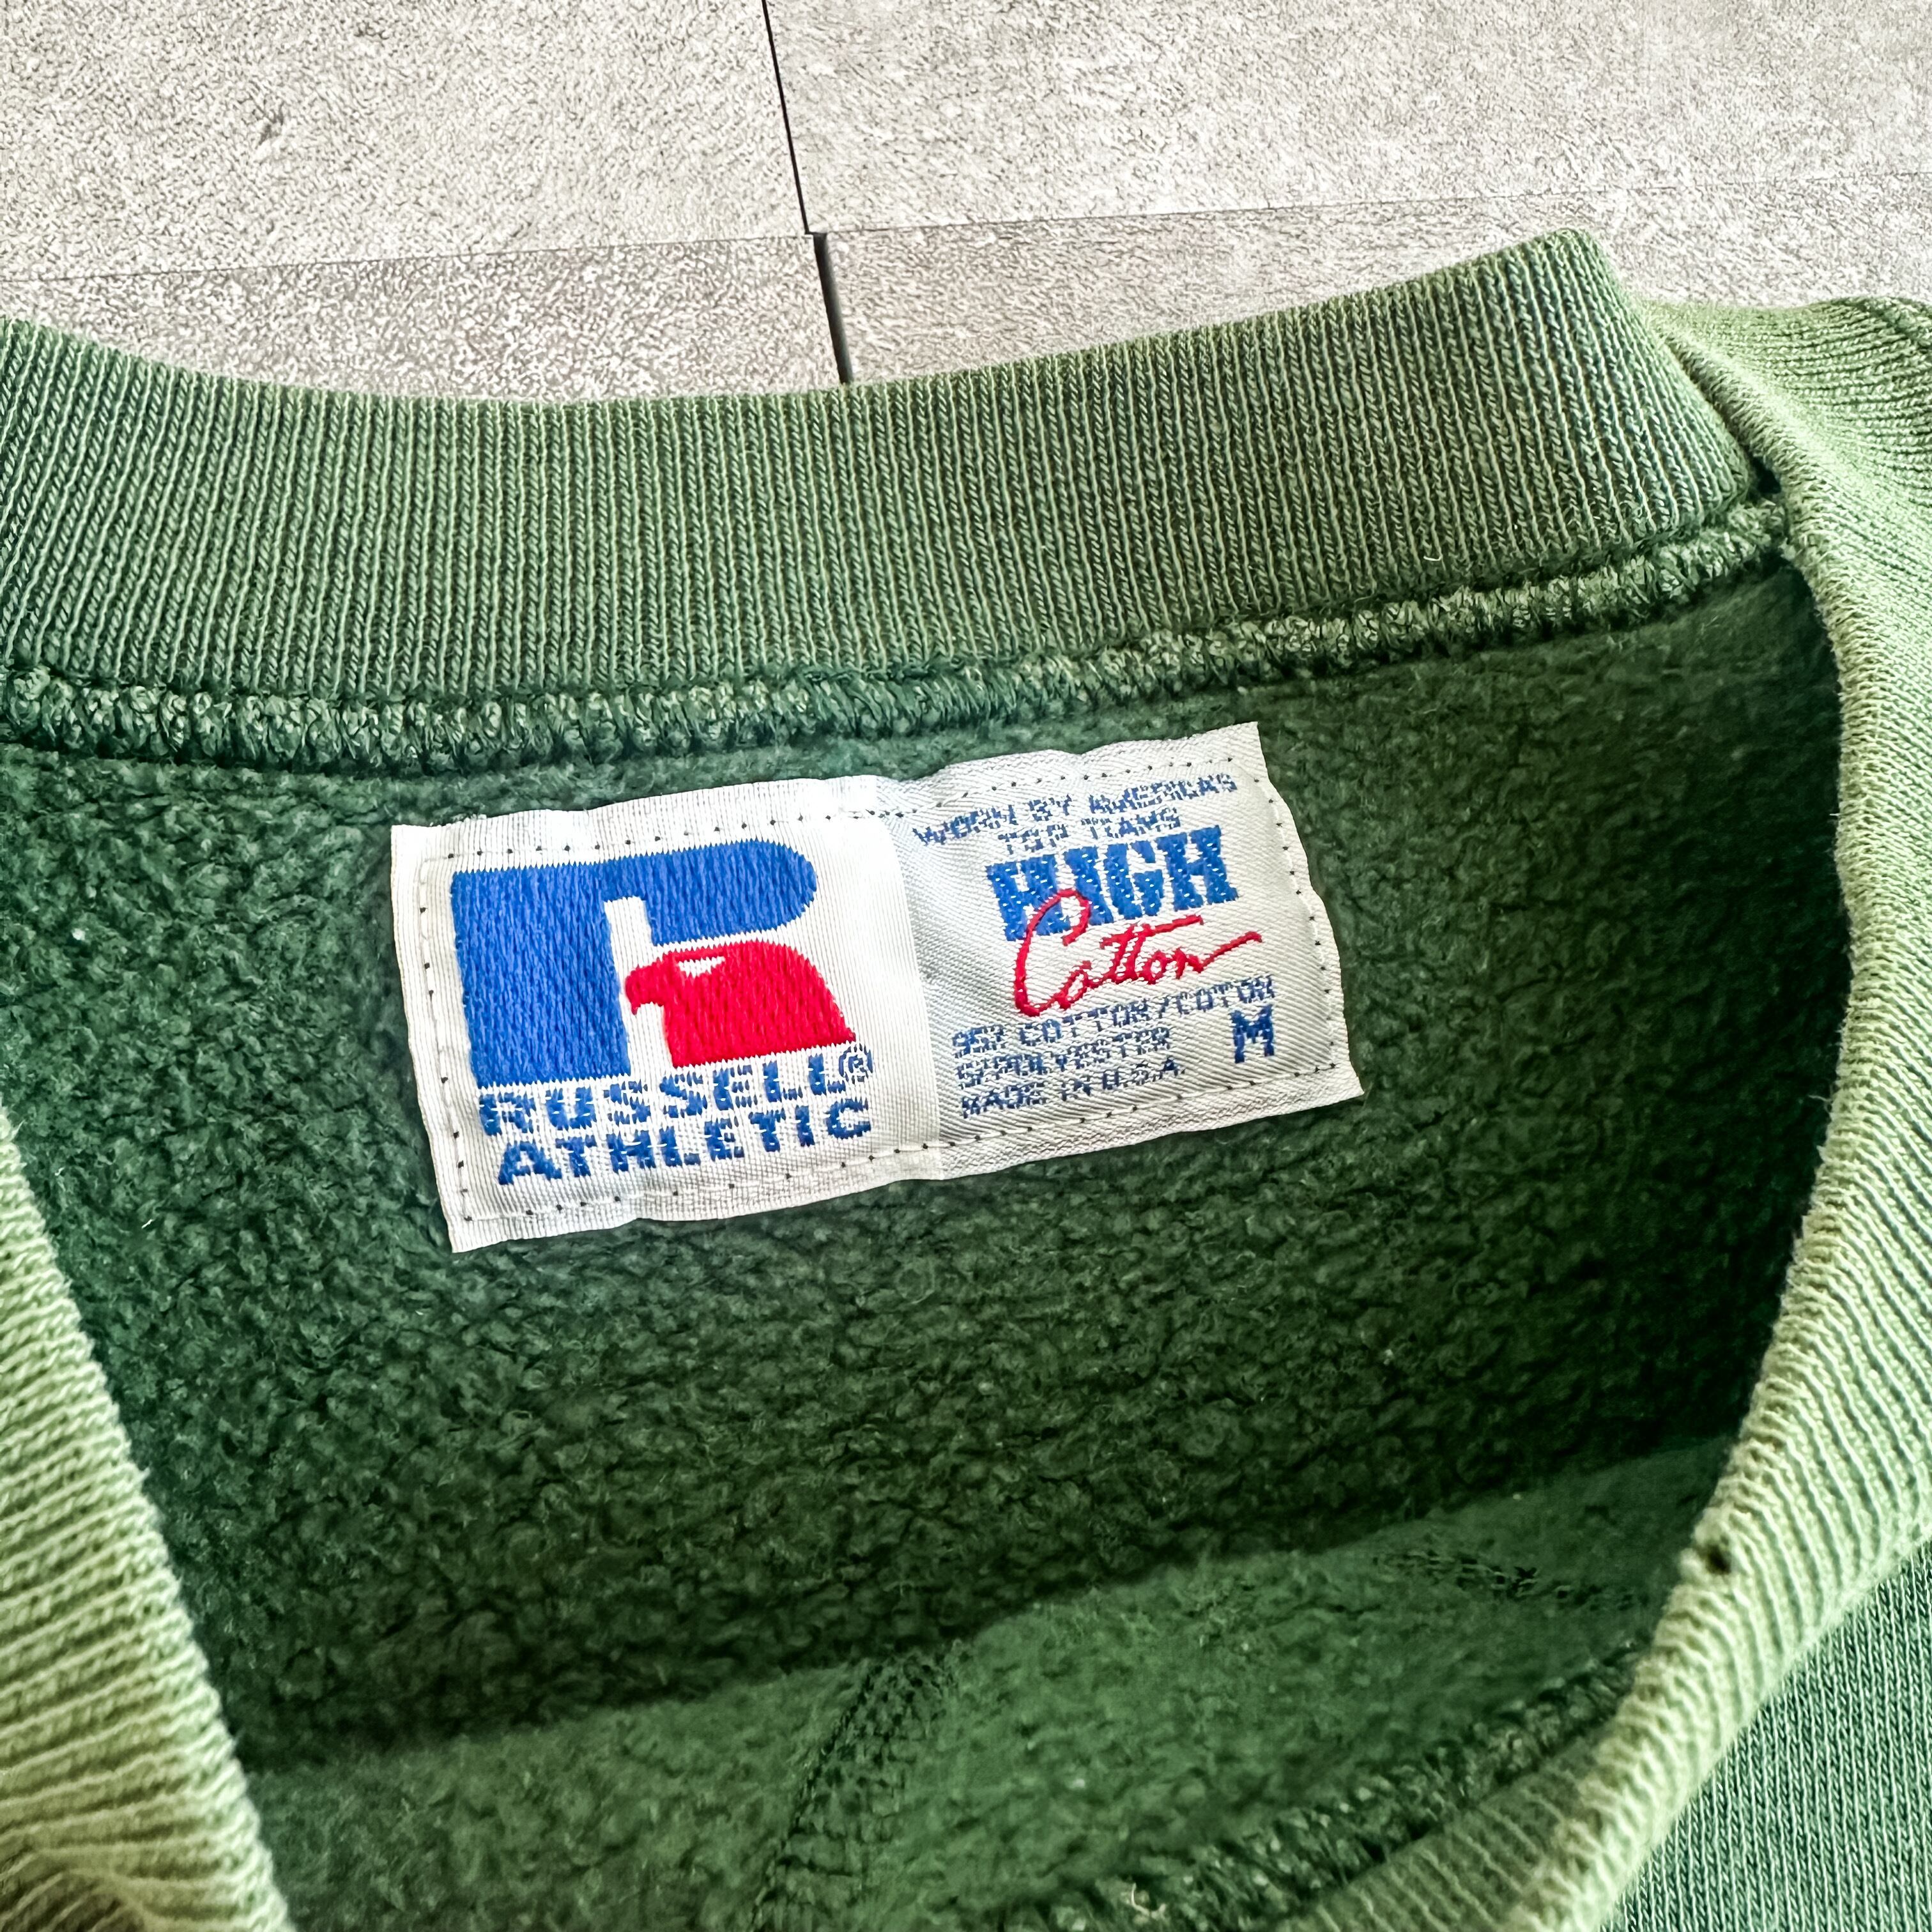 RUSSELL®
ATHLETIC
WORN BY AMERICA'S
TOP TEAMS
HIGH
Cotton
95% COTTON/COTON
5% POLYESTER
MADE IN U.S.A.
M